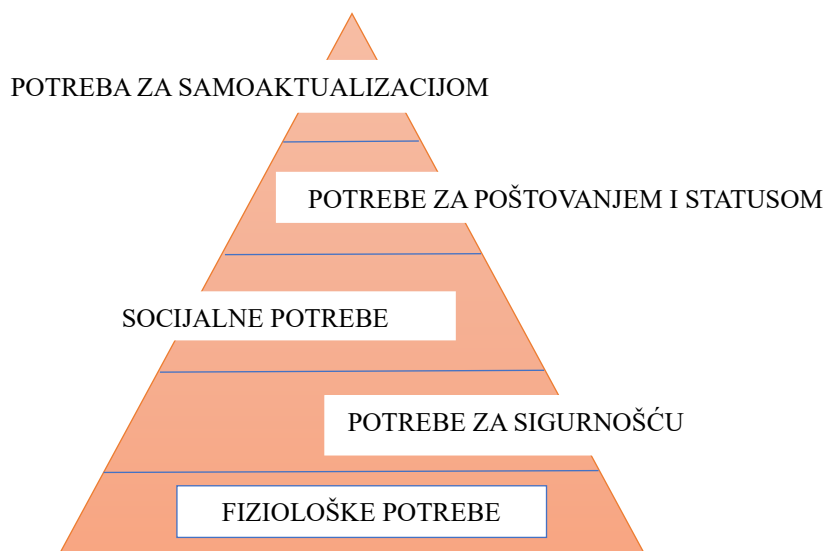 POTREBA ZA SAMOAKTUALIZACIJOM
POTREBE ZA POŠTOVANJEM I STATUSOM
SOCIJALNE POTREBE
POTREBE ZA SIGURNOŠĆU
FIZIOLOŠKE POTREBE